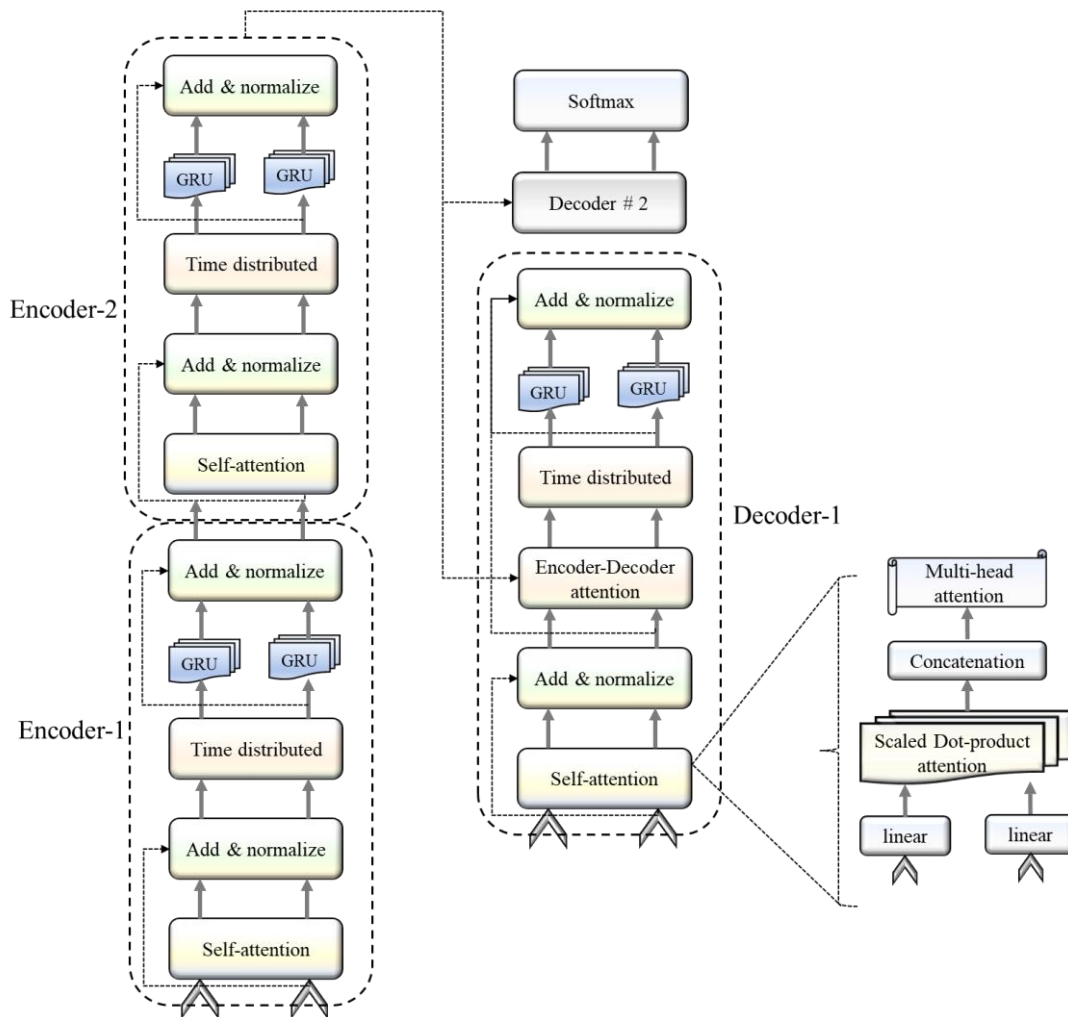 Add & normalize
GRU
GRU
Time distributed
Encoder-2
Add & normalize
Self-attention
Add & normalize
GRU
GRU
Encoder-1
Time distributed
Add & normalize
Self-attention
Softmax
Decoder # 2
Add & normalize
GRU
GRU
Time distributed
Decoder-1
Encoder-Decoder
attention
Add & normalize
Self-attention
Multi-head
attention
Concatenation
Scaled Dot-product
attention
linear
linear